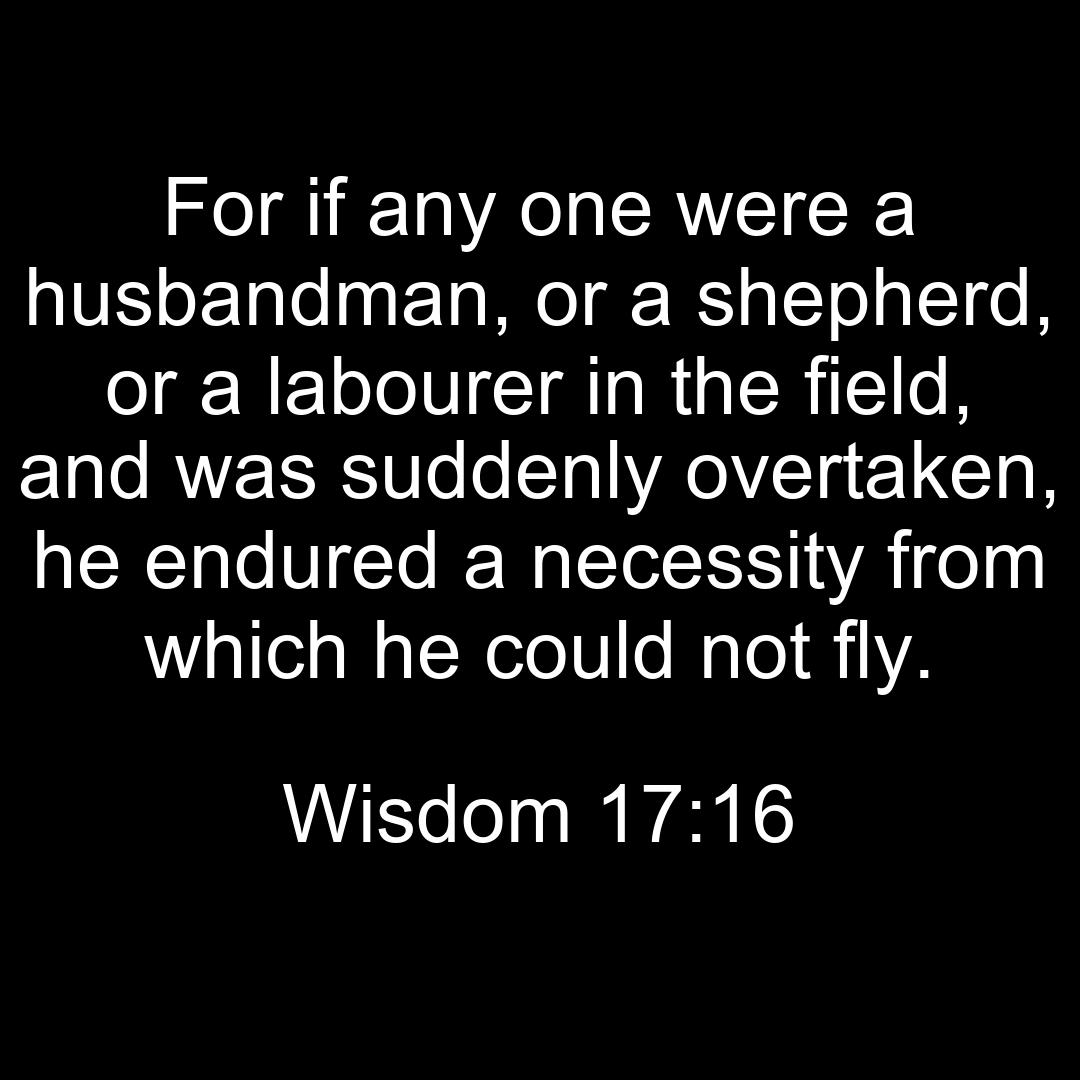 For if any one were a
husbandman, or a shepherd,
or a labourer in the field,
and was suddenly overtaken,
he endured a necessity from
which he could not fly.
Wisdom 17:16